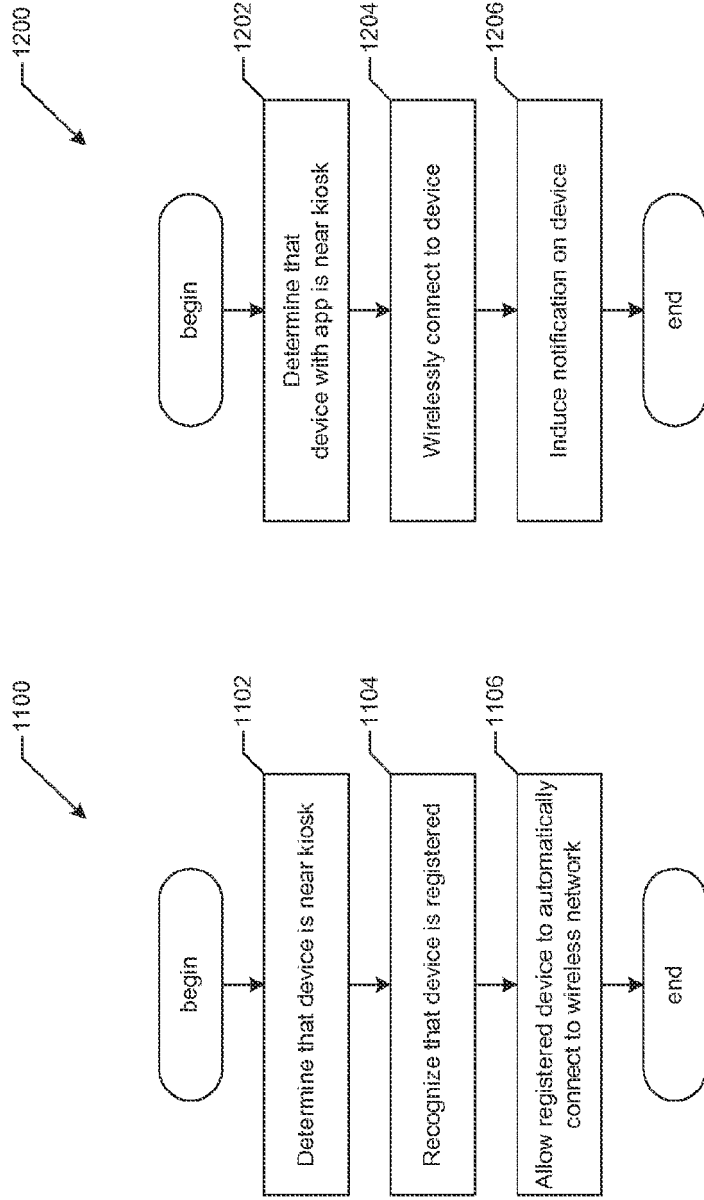 1100
begin
Determine that device is near kiosk
1102
Recognize that device is registered
1104
Allow registered device to automatically
connect to wireless network
1106
end
1200
begin
Determine that
device with app is near kiosk
1202
Wirelessly connect to device
1204
Induce notification on device
1206
end